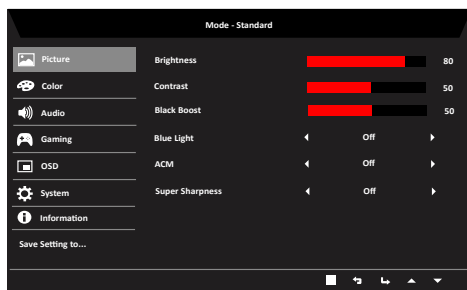 Mode - Standard
Picture
Brightness 80
Color
Contrast 50
Audio
Black Boost 50
Gaming
Blue Light Off
OSD
ACM Off
System
Super Sharpness Off
Information
Save Setting to...